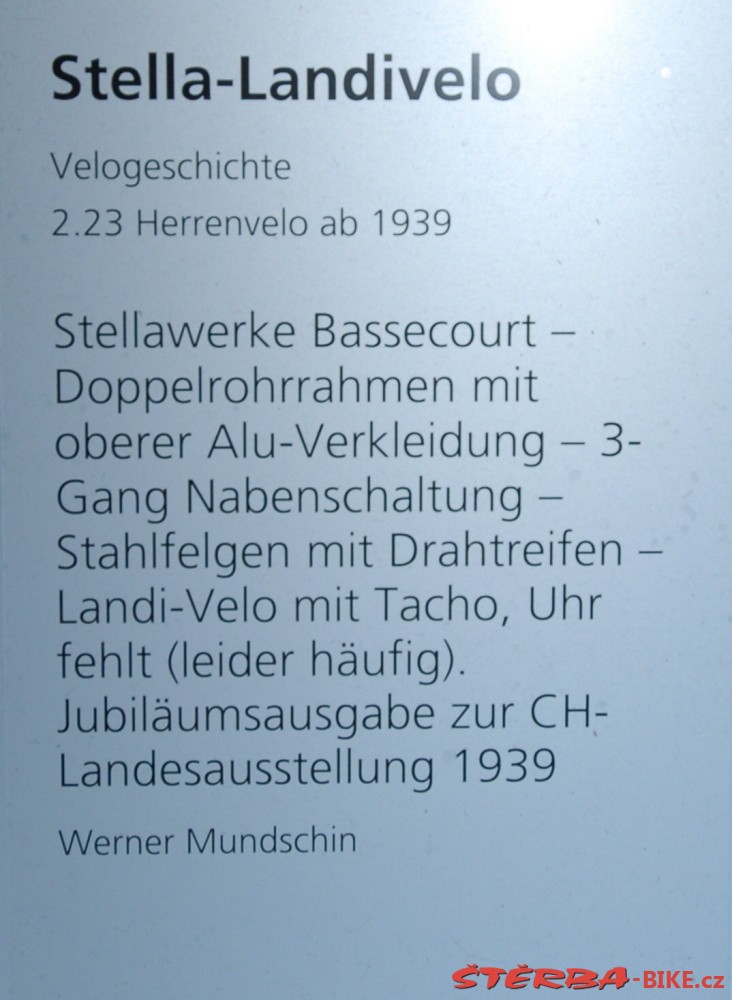 Stella-Landivelo
Velogeschichte
2.23 Herrenvelo ab 1939
Stellawerke Bassecourt –
Doppelrohrrahmen mit
oberer Alu-Verkleidung – 3-
Gang Nabenschaltung –
Stahlfelgen mit Drahtreifen –
Landi-Velo mit Tacho, Uhr
fehlt (leider häufig).
Jubiläumsausgabe zur CH-
Landesausstellung 1939
Werner Mundschin
ŠTĚRBA-BIKE.cz